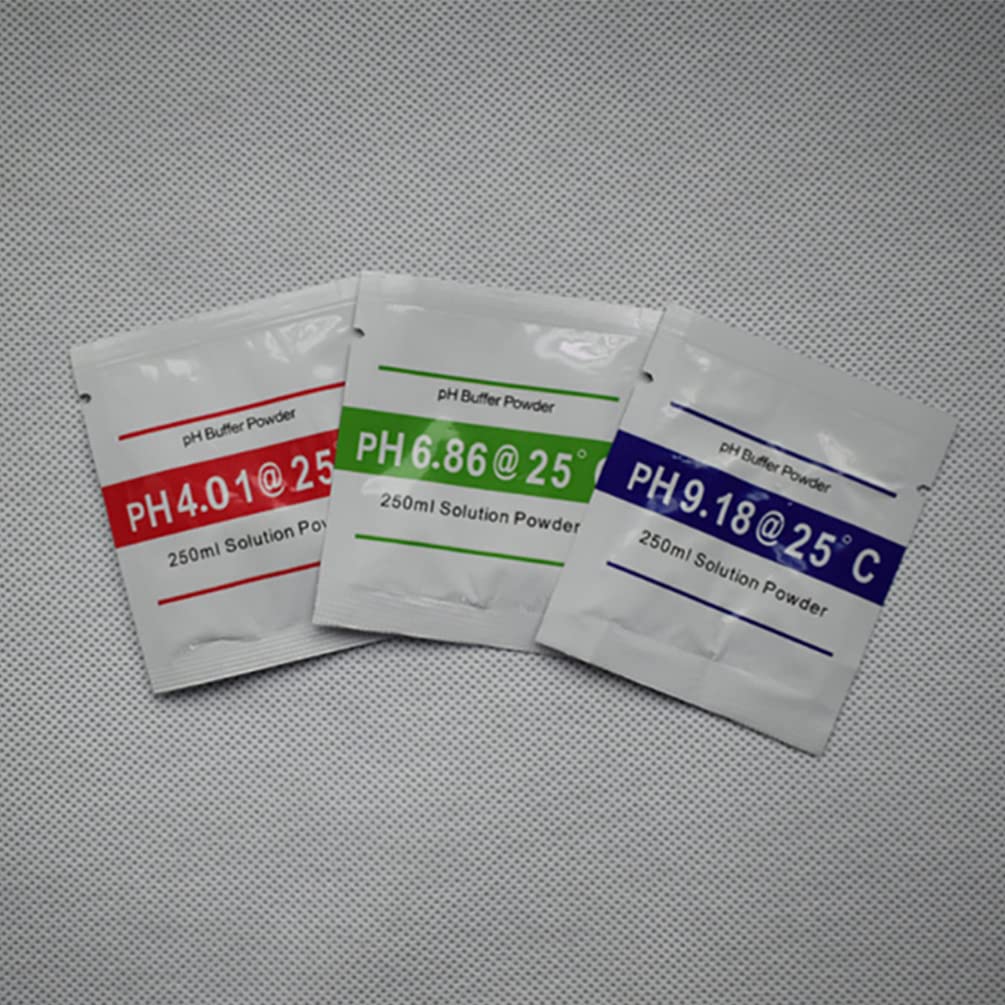 pH Buffer Powder
PH4.01@25°
250ml Solution
pH Buffer Powder
PH6.86@25°
250ml Solution Powder
pH Buffer Powder
PH9.18@25°C
250ml Solution Powder